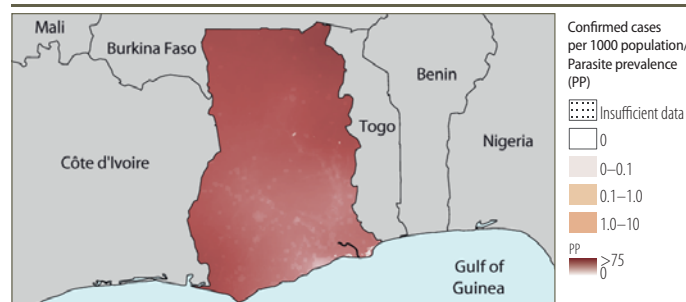 Mali
Burkina Faso
Benin
Togo
Nigeria
Côte d'Ivoire
Gulf of
Guinea
Confirmed cases
per 1000 population/
Parasite prevalence
(PP)
Insufficient data
0
0–0.1
0.1–1.0
1.0–10
PP
>75
0